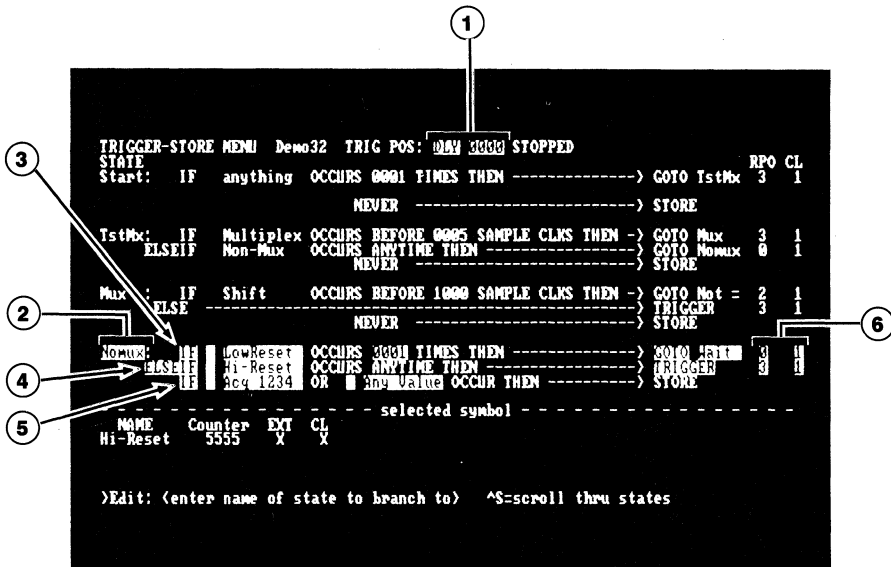 1
TRIGGER-STORE MENU Demo32 TRIG POS: DLY 0000 STOPPED
STATE RPO CL
Start: IF anything OCCURS 0001 TIMES THEN --------------> GOTO TstMx 3 1
NEVER ----------------------> STORE
TstMx: IF Multiplex OCCURS BEFORE 0005 SAMPLE CLKS THEN -> GOTO Mux 3 1
ELSEIF Non-Mux OCCURS ANYTIME THEN ----------------> GOTO Nomux 0 1
NEVER ----------------------> STORE
Mux : IF Shift OCCURS BEFORE 1000 SAMPLE CLKS THEN -> GOTO Not = 2 1
ELSE ------------------------------------------> TRIGGER 3 1
NEVER ----------------------> STORE
Nomux: IF LowReset OCCURS 0001 TIMES THEN --------------> GOTO Wait 0 1
ELSEIF Hi-Reset OCCURS ANYTIME THEN ----------------> TRIGGER 3 1
IF Acq 1234 OR Any Value OCCUR THEN -------> STORE
- - - - - - - - - - - - - - selected symbol - - - - - - - - - - - - - -
NAME Counter EXT CL
Hi-Reset 5555 X X
>Edit: <enter name of state to branch to> ^S=scroll thru states
3
2
4
5
6